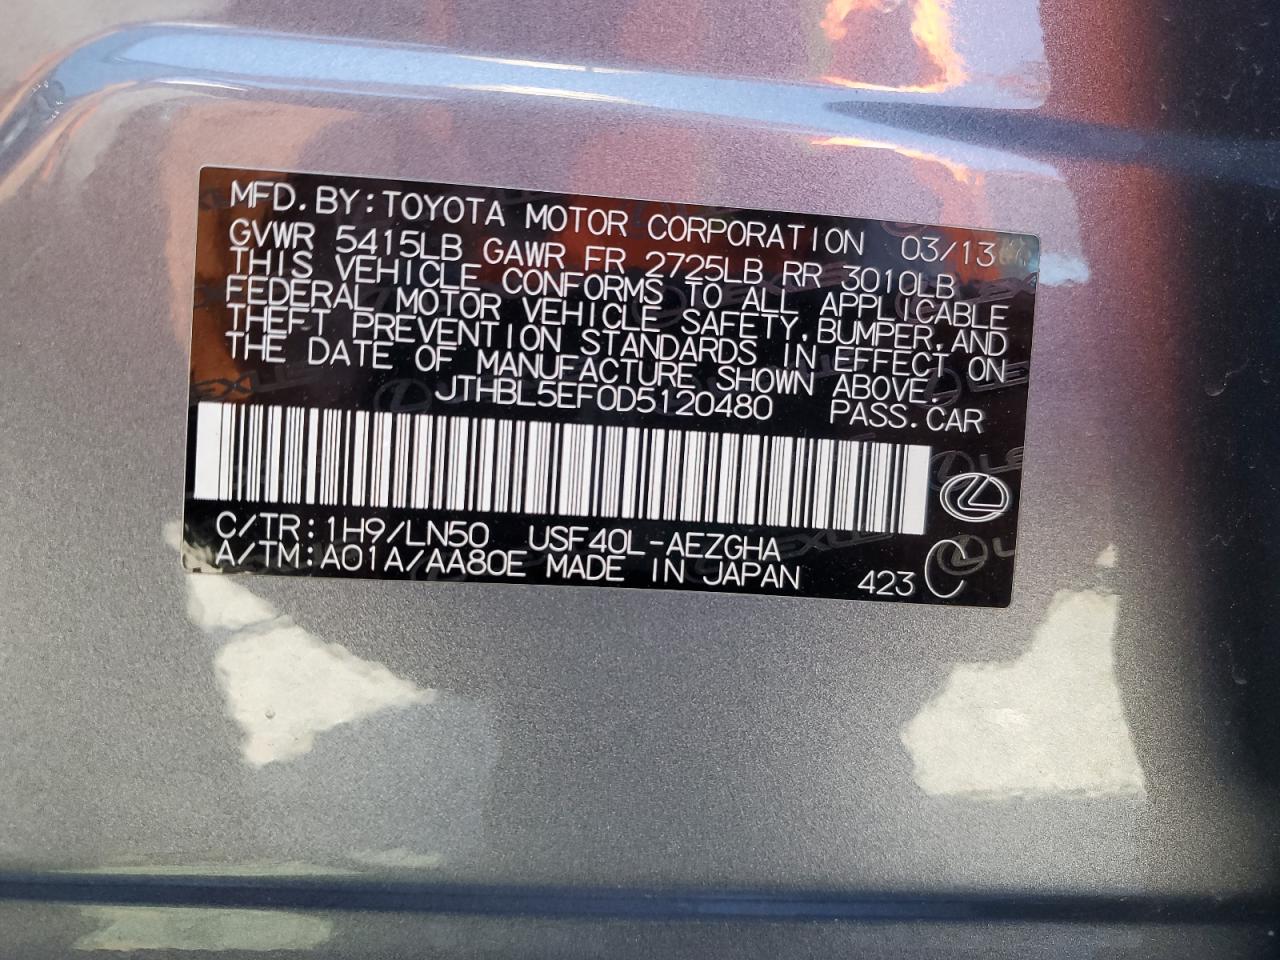 MFD. BY: TOYOTA MOTOR CORPORATION 03/13
GVWR 5415LB GAWR FR 2725LB RR 3010LB
THIS VEHICLE CONFORMS TO ALL APPLICABLE
FEDERAL MOTOR VEHICLE SAFETY, BUMPER, AND
THEFT PREVENTION STANDARDS IN EFFECT ON
THE DATE OF MANUFACTURE SHOWN ABOVE.
JTHBL5EF0D5120480 PASS. CAR
C/TR: 1H9/LN50 USF40L-AEZGHA
A/TM: A01A/AA80E MADE IN JAPAN 423